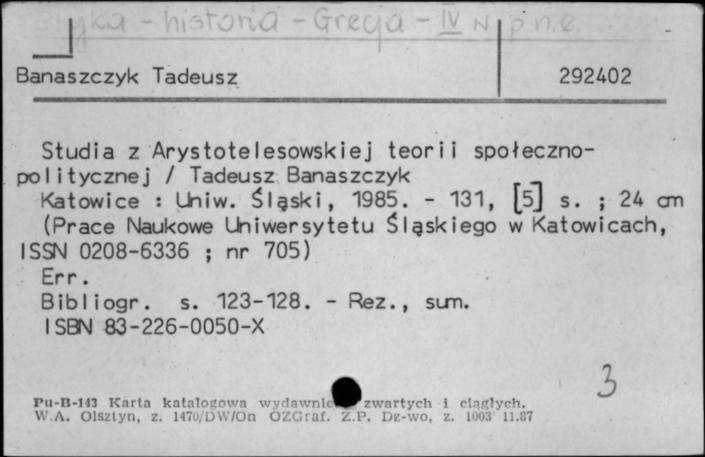 - historia - Grecja - IV w p.n.e.
Banaszczyk Tadeusz 292402
Studia z Arystotelesowskiej teorii społeczno-
politycznej / Tadeusz Banaszczyk
Katowice : Uniw. Śląski, 1985. - 131, [5] s. ; 24 cm
(Prace Naukowe Uniwersytetu Śląskiego w Katowicach,
ISSN 0208-6336 ; nr 705)
Err.
Bibliogr. s. 123-128. - Rez., sum.
ISBN 83-226-0050-X
3
Pu-B-143 Karta katalogowa zwartych i ciągłych.
W.A. Olsztyn, z. 1470/DW/On OZGraf. Z.P. Dz-wo, z. 1003 11.87